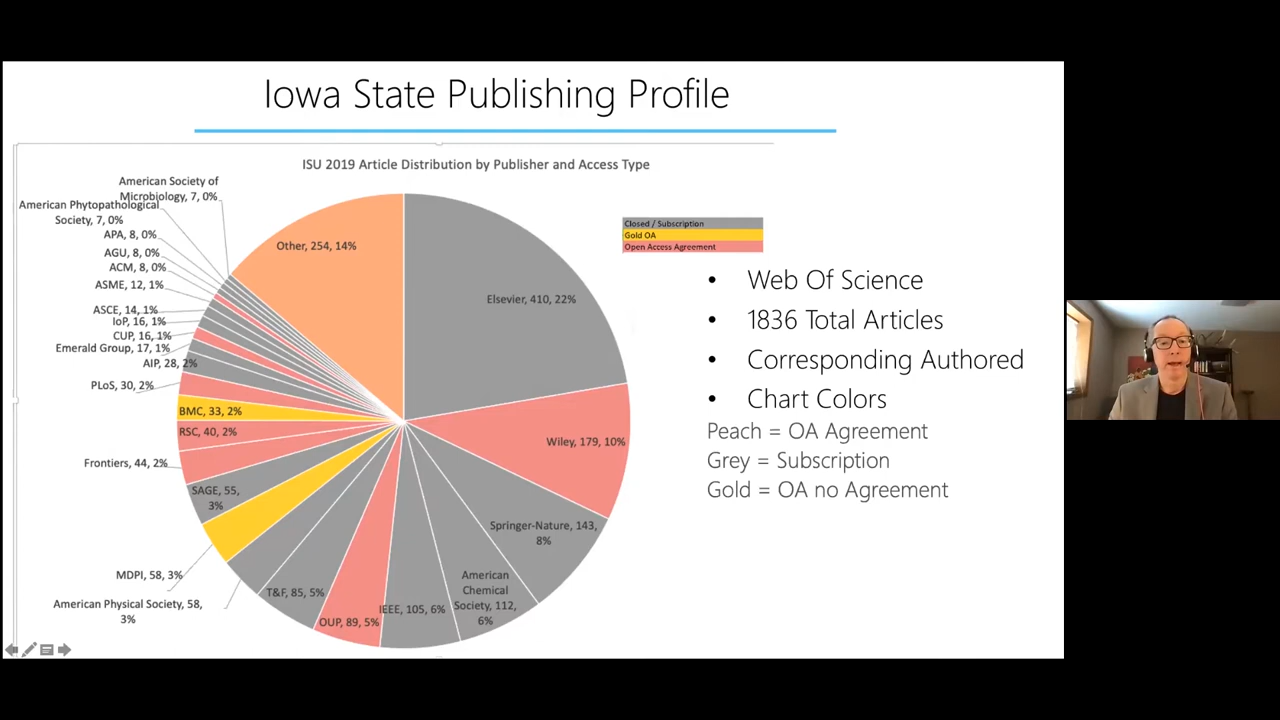 Iowa State Publishing Profile
ISU 2019 Article Distribution by Publisher and Access Type
American Society of
Microbiology, 7, 0%
American Phytopathological
Society, 7, 0%
APA, 8, 0%
AGU, 8, 0%
ACM, 8, 0%
ASME, 12, 1%
ASCE, 14, 1%
IoP, 16, 1%
CUP, 16, 1%
Emerald Group, 17, 1%
AIP, 28, 2%
PLoS, 30, 2%
BMC, 33, 2%
RSC, 40, 2%
Frontiers, 44, 2%
SAGE, 55,
3%
MDPI, 58, 3%
American Physical Society, 58,
3%
T&F, 85, 5%
OUP, 89, 5%
IEEE, 105, 6%
American
Chemical
Society, 112,
6%
Springer-Nature, 143,
8%
Wiley, 179, 10%
Elsevier, 410, 22%
Other, 254, 14%
Closed / Subscription
Gold OA
Open Access Agreement
• Web Of Science
• 1836 Total Articles
• Corresponding Authored
• Chart Colors
Peach = OA Agreement
Grey = Subscription
Gold = OA no Agreement